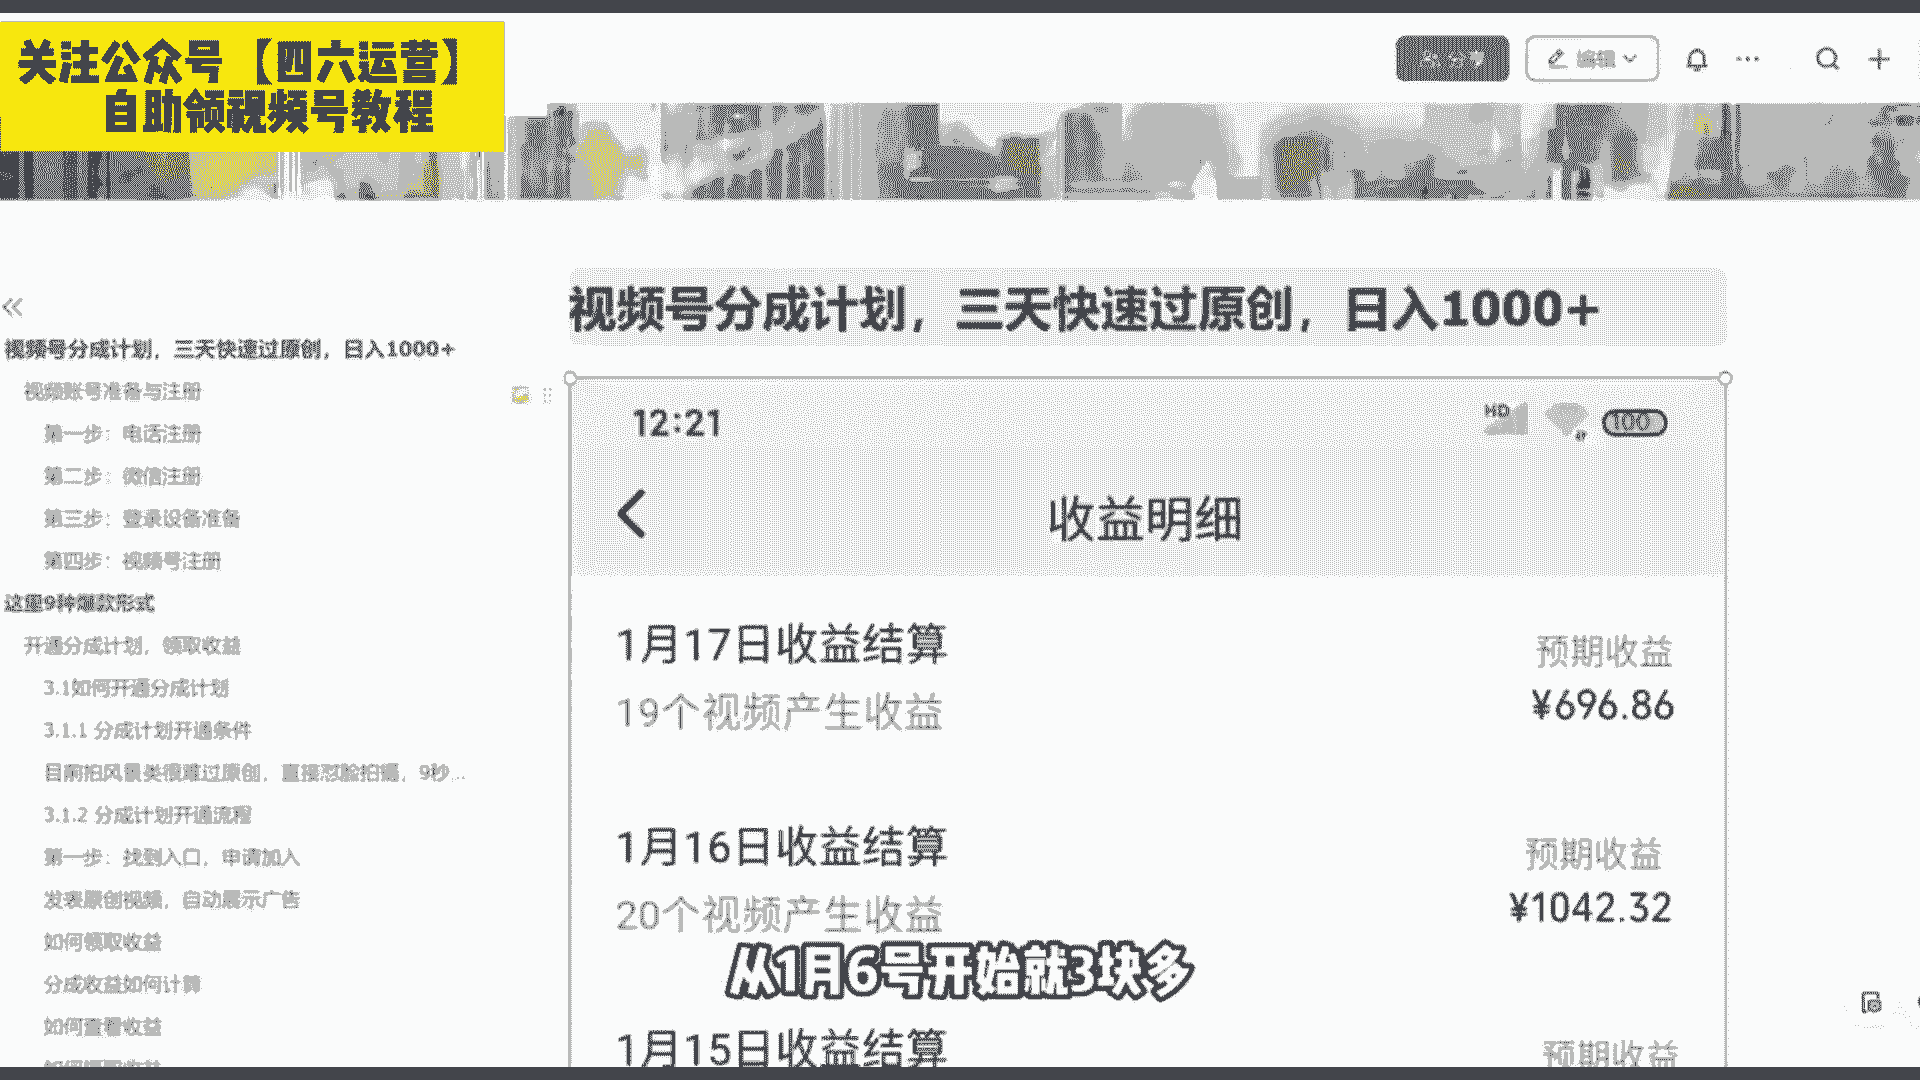 关注公众号【四六运营】
自助领视频号教程
分享
编辑
视频号分成计划，三天快速过原创，日入1000+
视频号分成计划，三天快速过原创，日入1000+
视频账号准备与注册
第一步：电话注册
第二步：微信注册
第三步：登录设备准备
第四步：视频号注册
这里9种爆款形式
开通分成计划，领取收益
3.1如何开通分成计划
3.1.1 分成计划开通条件
目前拍风景类很难过原创，直接怼脸拍摄，9秒...
3.1.2 分成计划开通流程
第一步：找到入口，申请加入
发表原创视频，自动展示广告
如何领取收益
分成收益如何计算
如何查看收益
12:21
HD
100
收益明细
1月17日收益结算
预期收益
19个视频产生收益
¥696.86
1月16日收益结算
预期收益
20个视频产生收益
¥1042.32
从1月6号开始就3块多
1月15日收益结算
预期收益